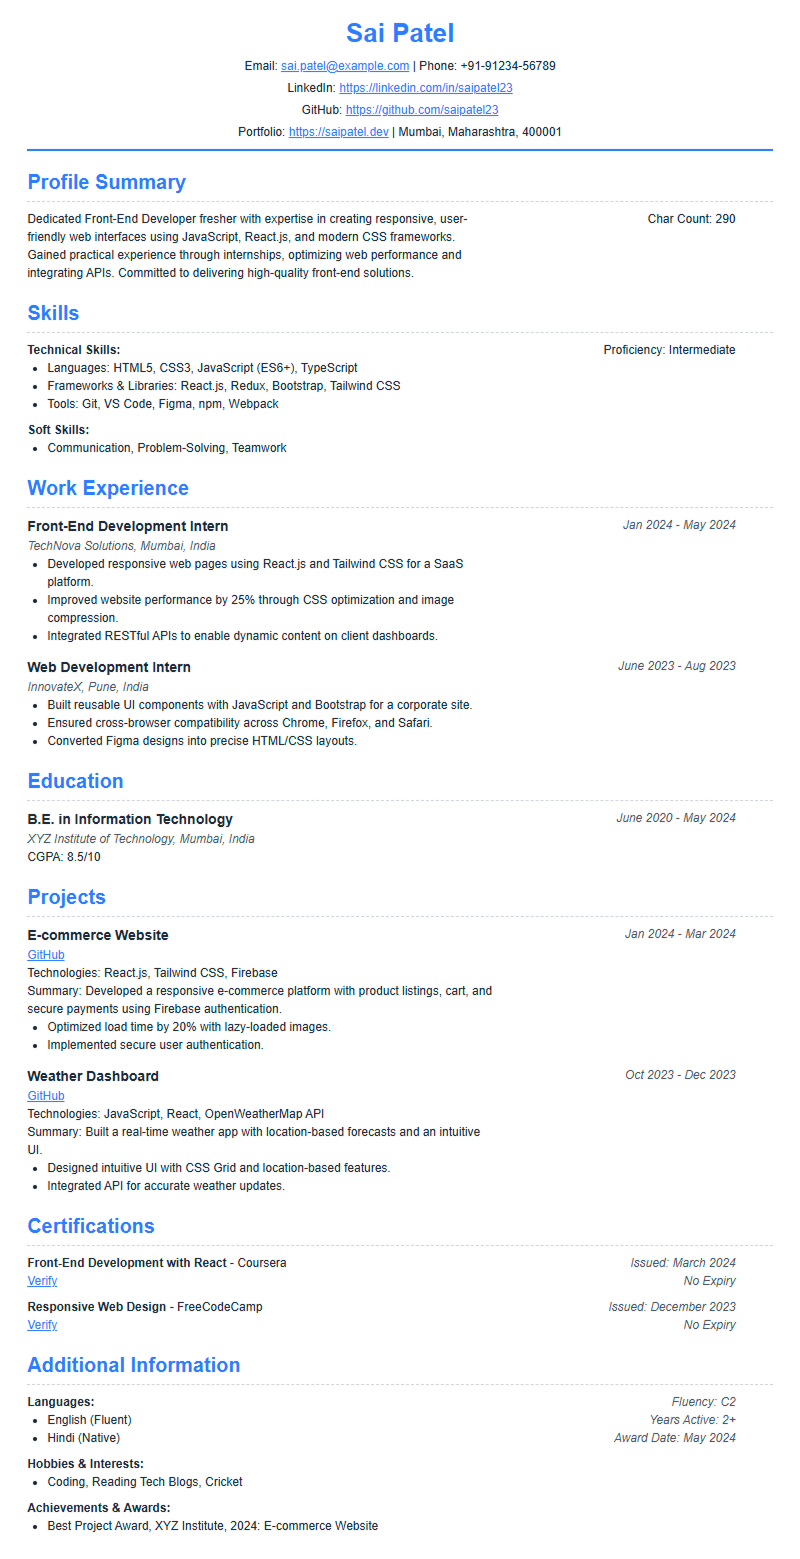 Sai Patel
Email: sai.patel@example.com | Phone: +91-91234-56789
LinkedIn: https://linkedin.com/in/saipatel23
GitHub: https://github.com/saipatel23
Portfolio: https://saipatel.dev | Mumbai, Maharashtra, 400001
Profile Summary
Dedicated Front-End Developer fresher with expertise in creating responsive, user- Char Count: 290
friendly web interfaces using JavaScript, React.js, and modern CSS frameworks.
Gained practical experience through internships, optimizing web performance and
integrating APIs. Committed to delivering high-quality front-end solutions.
Skills
Technical Skills: Proficiency: Intermediate
• Languages: HTML5, CSS3, JavaScript (ES6+), TypeScript
• Frameworks & Libraries: React.js, Redux, Bootstrap, Tailwind CSS
• Tools: Git, VS Code, Figma, npm, Webpack
Soft Skills:
• Communication, Problem-Solving, Teamwork
Work Experience
Front-End Development Intern Jan 2024 - May 2024
TechNova Solutions, Mumbai, India
• Developed responsive web pages using React.js and Tailwind CSS for a SaaS
platform.
• Improved website performance by 25% through CSS optimization and image
compression.
• Integrated RESTful APIs to enable dynamic content on client dashboards.
Web Development Intern June 2023 - Aug 2023
InnovateX, Pune, India
• Built reusable UI components with JavaScript and Bootstrap for a corporate site.
• Ensured cross-browser compatibility across Chrome, Firefox, and Safari.
• Converted Figma designs into precise HTML/CSS layouts.
Education
B.E. in Information Technology June 2020 - May 2024
XYZ Institute of Technology, Mumbai, India
CGPA: 8.5/10
Projects
E-commerce Website Jan 2024 - Mar 2024
GitHub
Technologies: React.js, Tailwind CSS, Firebase
Summary: Developed a responsive e-commerce platform with product listings, cart, and
secure payments using Firebase authentication.
• Optimized load time by 20% with lazy-loaded images.
• Implemented secure user authentication.
Weather Dashboard Oct 2023 - Dec 2023
GitHub
Technologies: JavaScript, React, OpenWeatherMap API
Summary: Built a real-time weather app with location-based forecasts and an intuitive
UI.
• Designed intuitive UI with CSS Grid and location-based features.
• Integrated API for accurate weather updates.
Certifications
Front-End Development with React - Coursera Issued: March 2024
Verify No Expiry
Responsive Web Design - FreeCodeCamp Issued: December 2023
Verify No Expiry
Additional Information
Languages: Fluency: C2
• English (Fluent) Years Active: 2+
• Hindi (Native) Award Date: May 2024
Hobbies & Interests:
• Coding, Reading Tech Blogs, Cricket
Achievements & Awards:
• Best Project Award, XYZ Institute, 2024: E-commerce Website